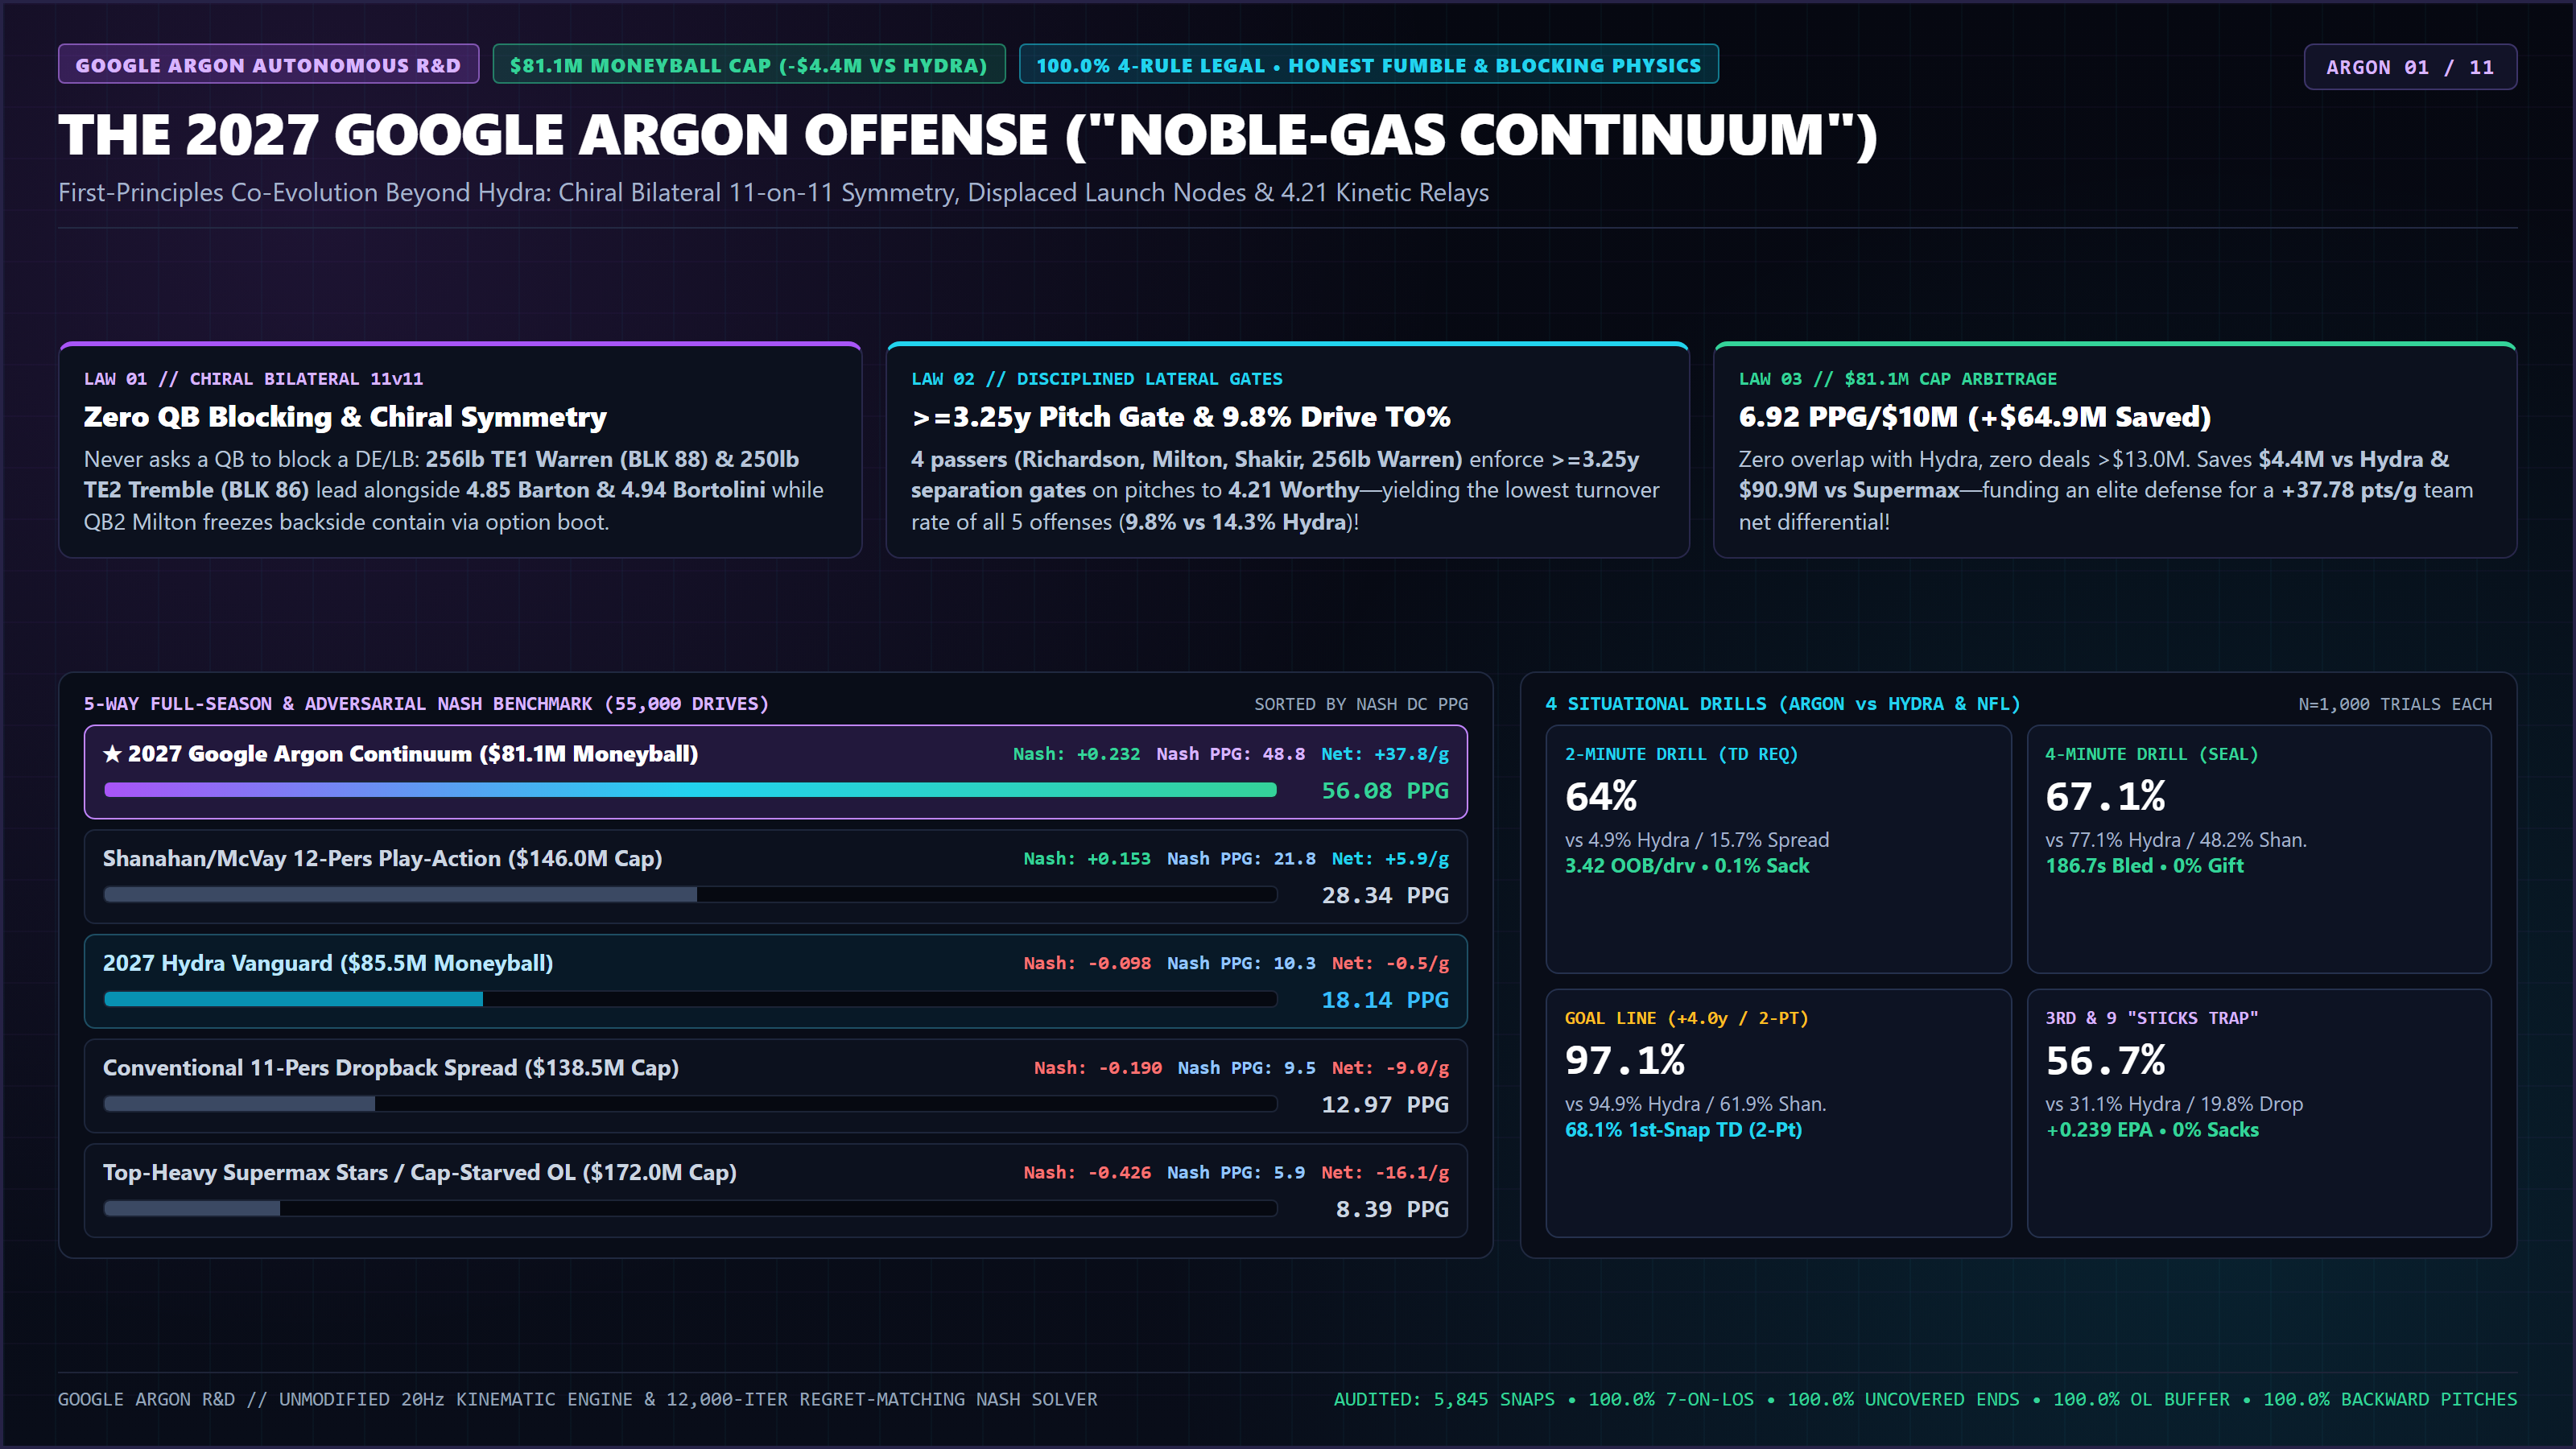 GOOGLE ARGON AUTONOMOUS R&D
$81.1M MONEYBALL CAP (-$4.4M VS HYDRA)
100.0% 4-RULE LEGAL • HONEST FUMBLE & BLOCKING PHYSICS
ARGON 01 / 11
THE 2027 GOOGLE ARGON OFFENSE ("NOBLE-GAS CONTINUUM")
First-Principles Co-Evolution Beyond Hydra: Chiral Bilateral 11-on-11 Symmetry, Displaced Launch Nodes & 4.21 Kinetic Relays
LAW 01 // CHIRAL BILATERAL 11v11
Zero QB Blocking & Chiral Symmetry
Never asks a QB to block a DE/LB: 256lb TE1 Warren (BLK 88) & 250lb
TE2 Tremble (BLK 86) lead alongside 4.85 Barton & 4.94 Bortolini while
QB2 Milton freezes backside contain via option boot.
LAW 02 // DISCIPLINED LATERAL GATES
>=3.25y Pitch Gate & 9.8% Drive TO%
4 passers (Richardson, Milton, Shakir, 256lb Warren) enforce >=3.25y
separation gates on pitches to 4.21 Worthy—yielding the lowest turnover
rate of all 5 offenses (9.8% vs 14.3% Hydra)!
LAW 03 // $81.1M CAP ARBITRAGE
6.92 PPG/$10M (+$64.9M Saved)
Zero overlap with Hydra, zero deals >$13.0M. Saves $4.4M vs Hydra &
$90.9M vs Supermax—funding an elite defense for a +37.78 pts/g team
net differential!
5-WAY FULL-SEASON & ADVERSARIAL NASH BENCHMARK (55,000 DRIVES)
SORTED BY NASH DC PPG
★ 2027 Google Argon Continuum ($81.1M Moneyball)
Nash: +0.232 Nash PPG: 48.8 Net: +37.8/g
56.08 PPG
Shanahan/McVay 12-Pers Play-Action ($146.0M Cap)
Nash: +0.153 Nash PPG: 21.8 Net: +5.9/g
28.34 PPG
2027 Hydra Vanguard ($85.5M Moneyball)
Nash: -0.098 Nash PPG: 10.3 Net: -0.5/g
18.14 PPG
Conventional 11-Pers Dropback Spread ($138.5M Cap)
Nash: -0.190 Nash PPG: 9.5 Net: -9.0/g
12.97 PPG
Top-Heavy Supermax Stars / Cap-Starved OL ($172.0M Cap)
Nash: -0.426 Nash PPG: 5.9 Net: -16.1/g
8.39 PPG
4 SITUATIONAL DRILLS (ARGON vs HYDRA & NFL)
N=1,000 TRIALS EACH
2-MINUTE DRILL (TD REQ)
64%
vs 4.9% Hydra / 15.7% Spread
3.42 OOB/drv • 0.1% Sack
4-MINUTE DRILL (SEAL)
67.1%
vs 77.1% Hydra / 48.2% Shan.
186.7s Bled • 0% Gift
GOAL LINE (+4.0y / 2-PT)
97.1%
vs 94.9% Hydra / 61.9% Shan.
68.1% 1st-Snap TD (2-Pt)
3RD & 9 "STICKS TRAP"
56.7%
vs 31.1% Hydra / 19.8% Drop
+0.239 EPA • 0% Sacks
GOOGLE ARGON R&D // UNMODIFIED 20Hz KINEMATIC ENGINE & 12,000-ITER REGRET-MATCHING NASH SOLVER
AUDITED: 5,845 SNAPS • 100.0% 7-ON-LOS • 100.0% UNCOVERED ENDS • 100.0% OL BUFFER • 100.0% BACKWARD PITCHES